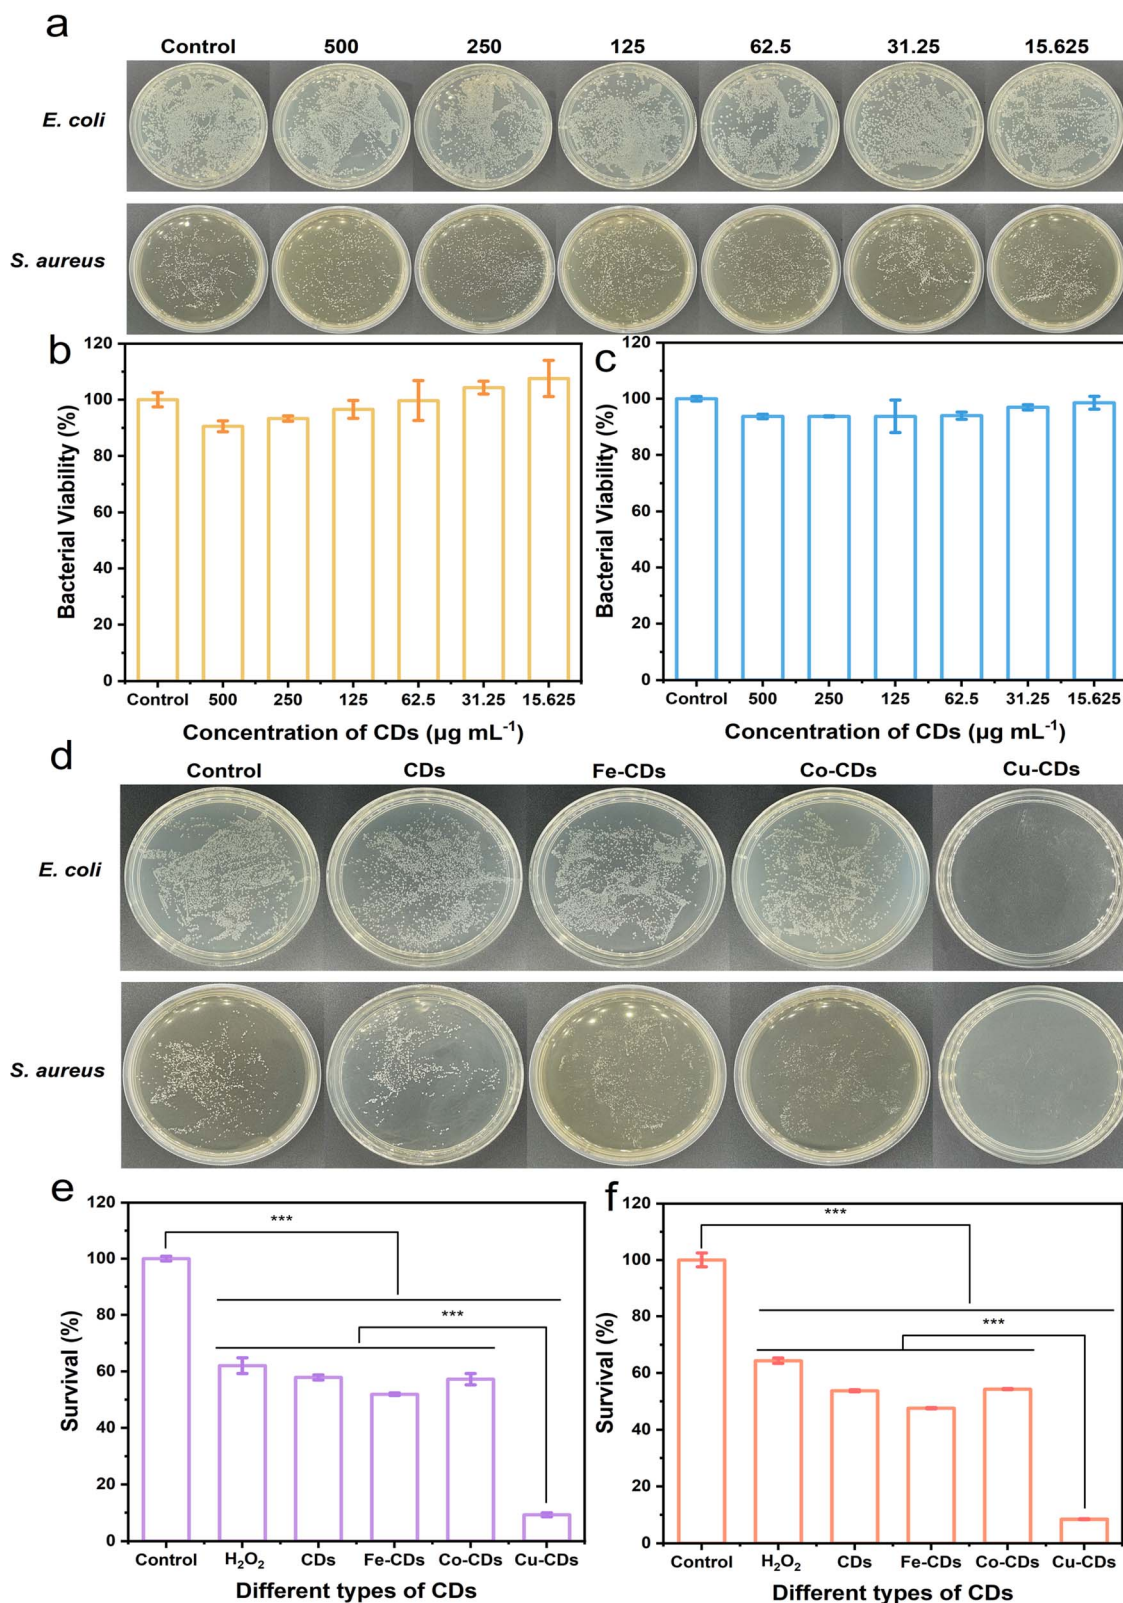 a
Control 500 250 125 62.5 31.25 15.625
E. coli
S. aureus
b
120
100
80
60
40
20
0
Bacterial Viability (%)
Control 500 250 125 62.5 31.25 15.625
Concentration of CDs (µg mL⁻¹)
c
120
100
80
60
40
20
0
Bacterial Viability (%)
Control 500 250 125 62.5 31.25 15.625
Concentration of CDs (µg mL⁻¹)
d
Control CDs Fe-CDs Co-CDs Cu-CDs
E. coli
S. aureus
e
120
100
80
60
40
20
0
Survival (%)
***
***
Control H₂O₂ CDs Fe-CDs Co-CDs Cu-CDs
Different types of CDs
f
120
100
80
60
40
20
0
Survival (%)
***
***
Control H₂O₂ CDs Fe-CDs Co-CDs Cu-CDs
Different types of CDs